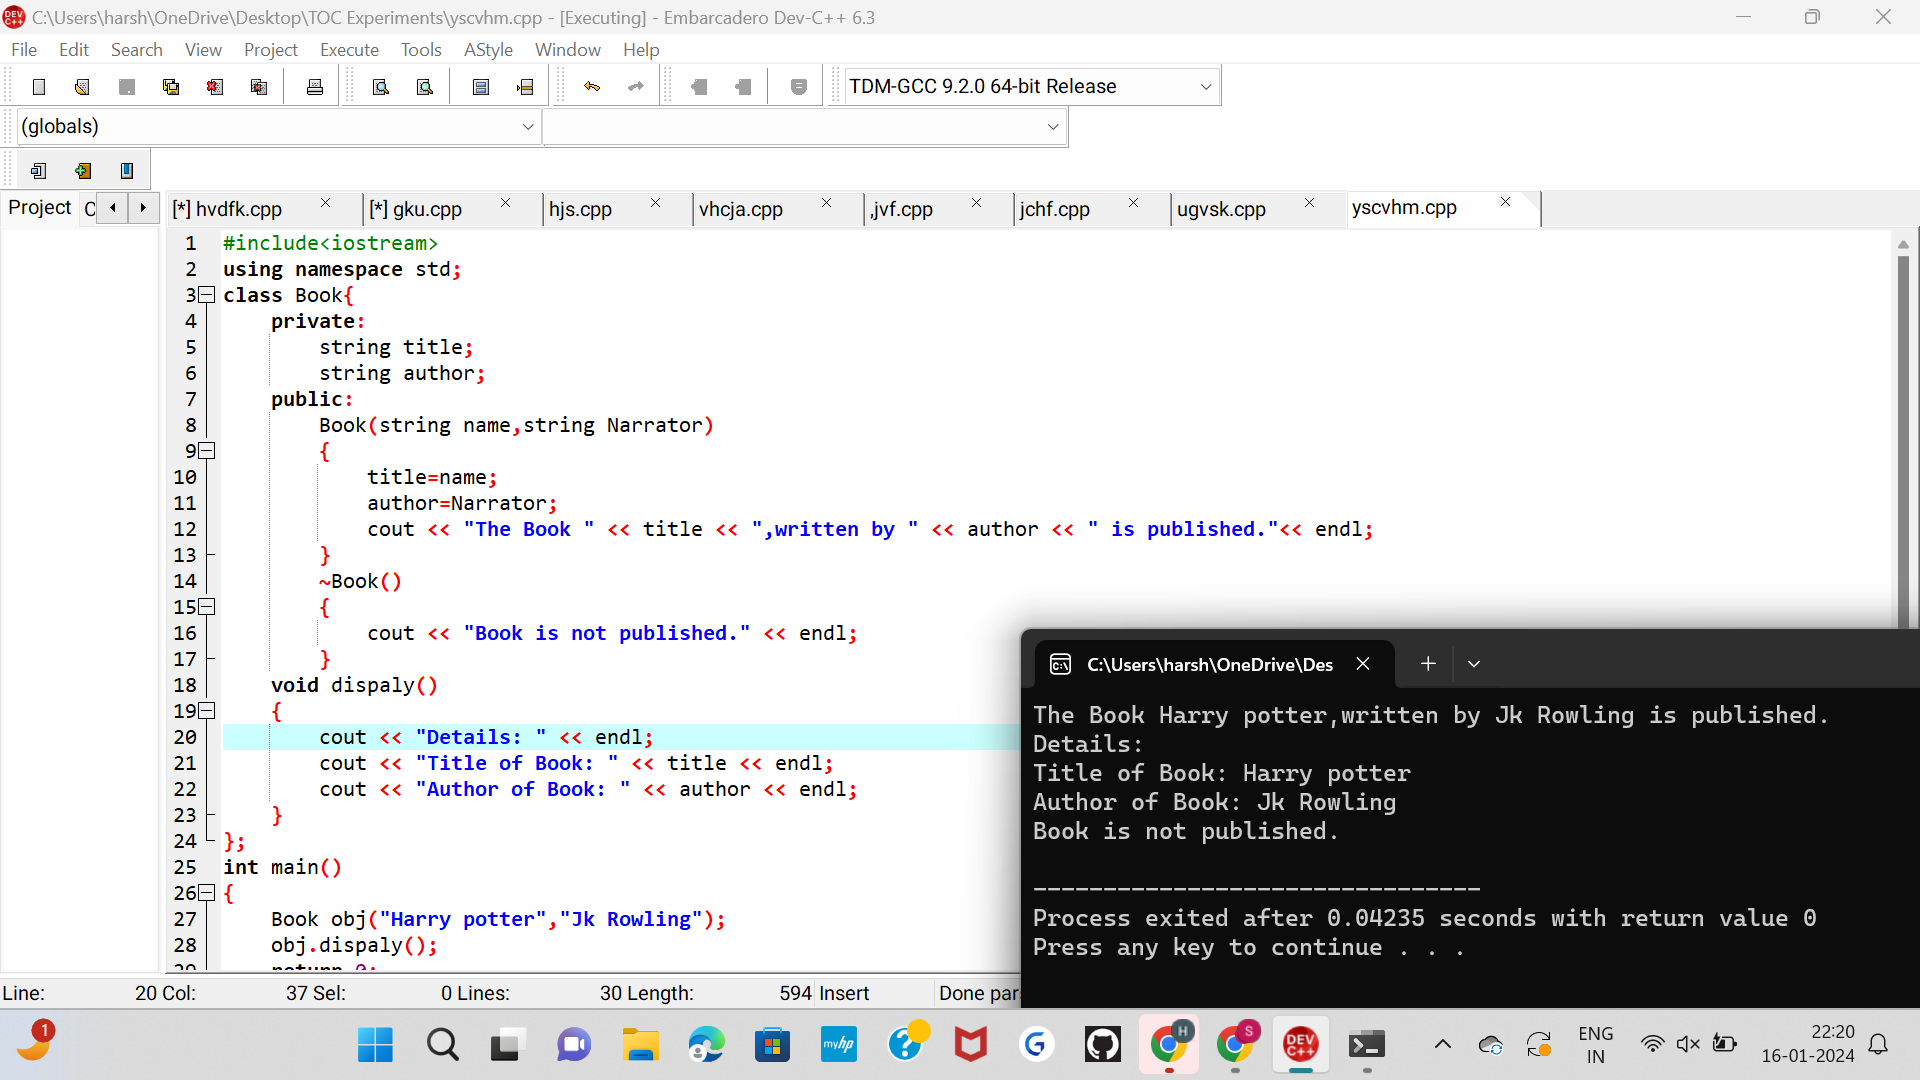 C:\Users\harsh\OneDrive\Desktop\TOC Experiments\yscvhm.cpp - [Executing] - Embarcadero Dev-C++ 6.3
File Edit Search View Project Execute Tools AStyle Window Help
TDM-GCC 9.2.0 64-bit Release
(globals)
Project C [*] hvdfk.cpp [*] gku.cpp hjs.cpp vhcja.cpp ,jvf.cpp jchf.cpp ugvsk.cpp yscvhm.cpp
1 #include<iostream>
2 using namespace std;
3 class Book{
4 private:
5 string title;
6 string author;
7 public:
8 Book(string name,string Narrator)
9 {
10 title=name;
11 author=Narrator;
12 cout << "The Book " << title << ",written by " << author << " is published."<< endl;
13 }
14 ~Book()
15 {
16 cout << "Book is not published." << endl;
17 }
18 void dispaly()
19 {
20 cout << "Details: " << endl;
21 cout << "Title of Book: " << title << endl;
22 cout << "Author of Book: " << author << endl;
23 }
24 };
25 int main()
26 {
27 Book obj("Harry potter","Jk Rowling");
28 obj.dispaly();
29 return 0;
C:\Users\harsh\OneDrive\Des
The Book Harry potter,written by Jk Rowling is published.
Details:
Title of Book: Harry potter
Author of Book: Jk Rowling
Book is not published.
--------------------------------
Process exited after 0.04235 seconds with return value 0
Press any key to continue . . .
Line: 20 Col: 37 Sel: 0 Lines: 30 Length: 594 Insert Done par
1
myhp
H
S
DEV C++
ENG
IN
22:20
16-01-2024